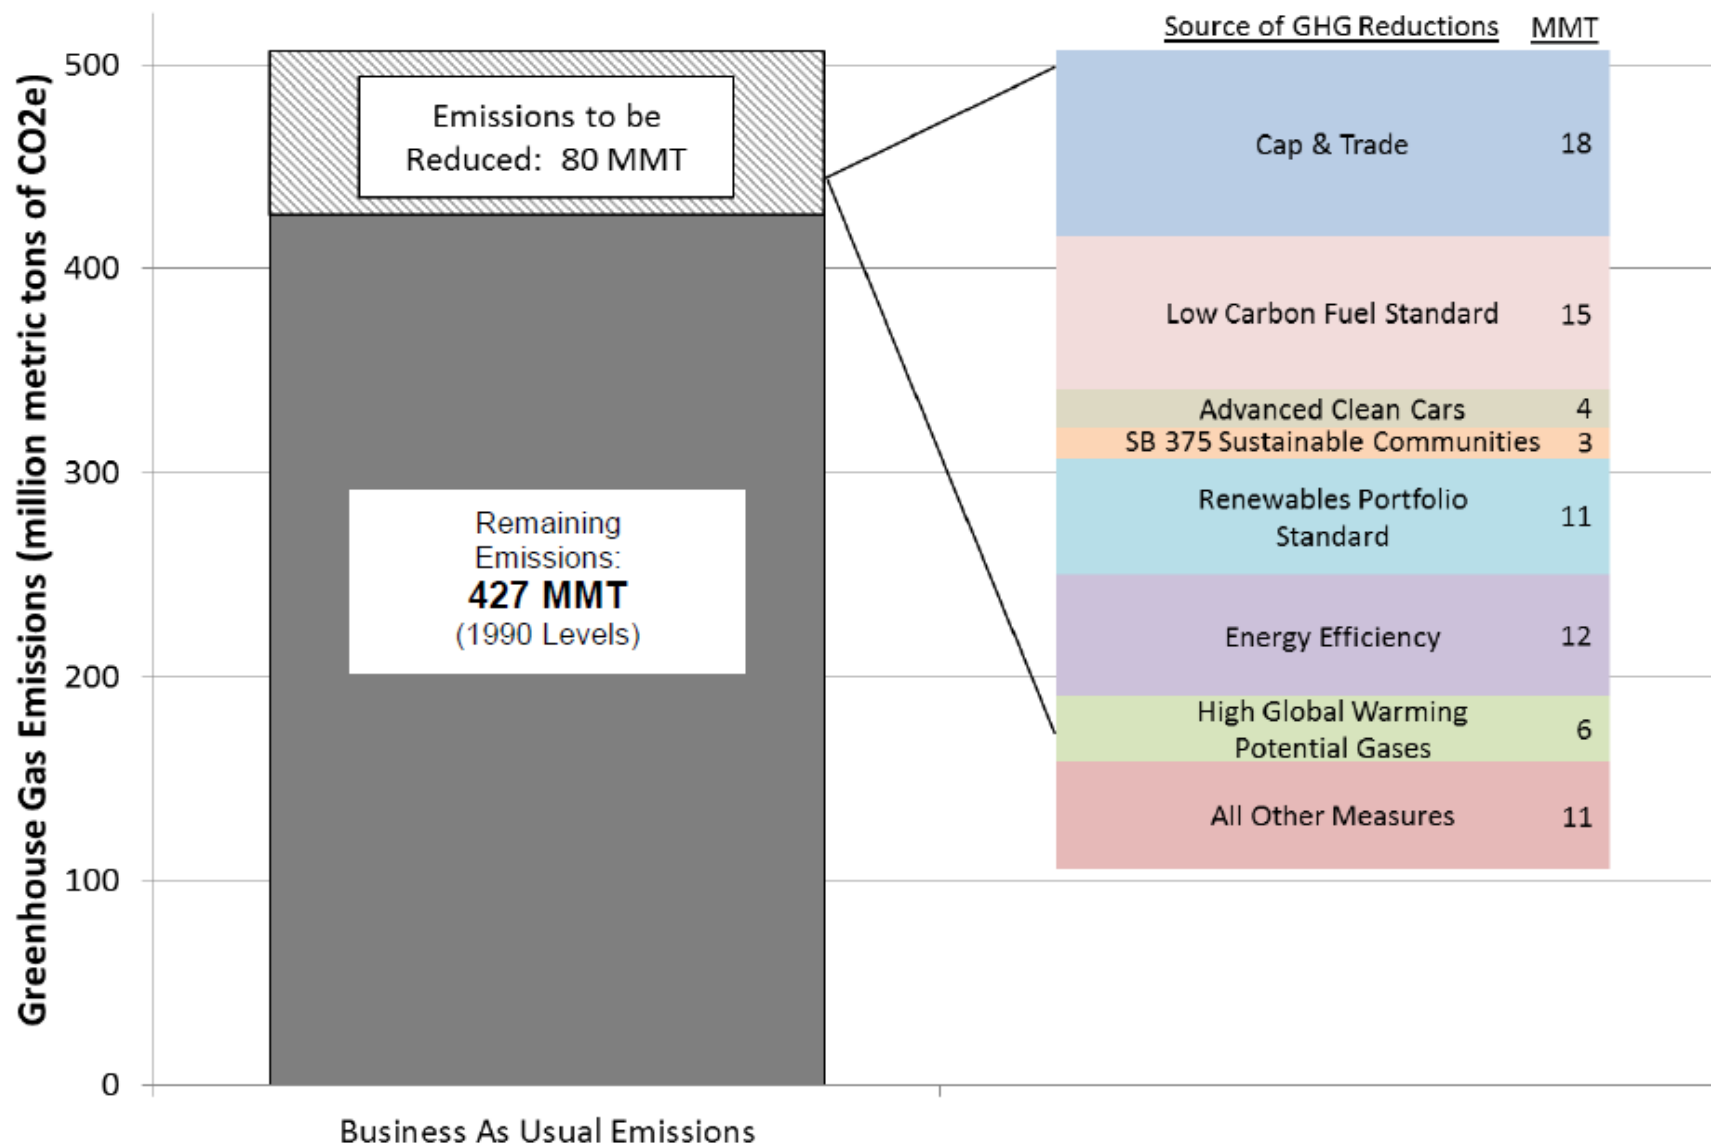 Source of GHG Reductions MMT
Greenhouse Gas Emissions (million metric tons of CO2e)
500
400
300
200
100
0
Emissions to be
Reduced: 80 MMT
Remaining
Emissions:
427 MMT
(1990 Levels)
Business As Usual Emissions
Cap & Trade 18
Low Carbon Fuel Standard 15
Advanced Clean Cars 4
SB 375 Sustainable Communities 3
Renewables Portfolio
Standard 11
Energy Efficiency 12
High Global Warming
Potential Gases 6
All Other Measures 11